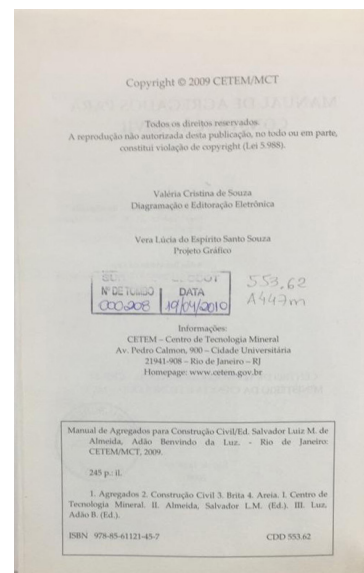 Copyright © 2009 CETEM/MCT
Todos os direitos reservados.
A reprodução não autorizada desta publicação, no todo ou em parte,
constitui violação de copyright (Lei 5.988).
Valéria Cristina de Souza
Diagramação e Editoração Eletrônica
Vera Lúcia do Espírito Santo Souza
Projeto Gráfico
Nº DE TOMBO DATA
000208 19/04/2010
553.62
A447m
Informações:
CETEM – Centro de Tecnologia Mineral
Av. Pedro Calmon, 900 – Cidade Universitária
21941-908 – Rio de Janeiro – RJ
Homepage: www.cetem.gov.br
Manual de Agregados para Construção Civil/Ed. Salvador Luiz M. de
Almeida, Adão Benvindo da Luz. - Rio de Janeiro:
CETEM/MCT, 2009.
245 p.: il.
1. Agregados 2. Construção Civil 3. Brita 4. Areia. I. Centro de
Tecnologia Mineral. II. Almeida, Salvador L.M. (Ed.). III. Luz,
Adão B. (Ed.).
ISBN 978-85-61121-45-7 CDD 553.62